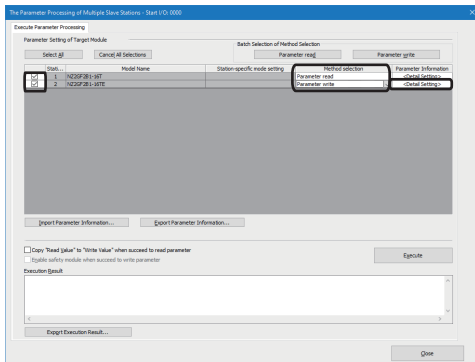 The Parameter Processing of Multiple Slave Stations - Start I/O: 0000
Execute Parameter Processing
Parameter Setting of Target Module
Batch Selection of Method Selection
Select All
Cancel All Selections
Parameter read
Parameter write
Stati...
Model Name
Station-specific mode setting
Method selection
Parameter Information
1
NZ2GF2B1-16T
Parameter read
<Detail Setting>
2
NZ2GF2B1-16TE
Parameter write
<Detail Setting>
Import Parameter Information...
Export Parameter Information...
Copy "Read Value" to "Write Value" when succeed to read parameter
Enable safety module when succeed to write parameter
Execute
Execution Result
Export Execution Result...
Close